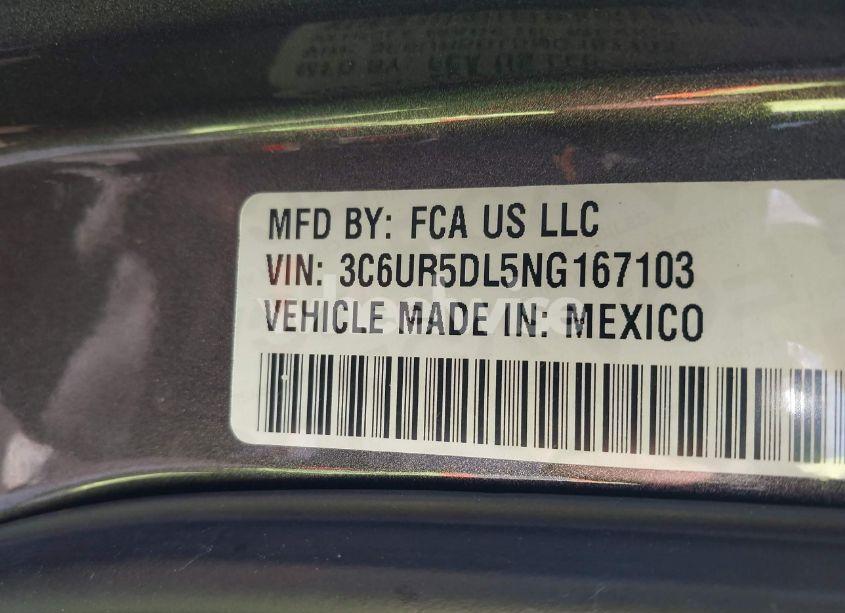 MFD BY: FCA US LLC
VIN: 3C6UR5DL5NG167103
VEHICLE MADE IN: MEXICO